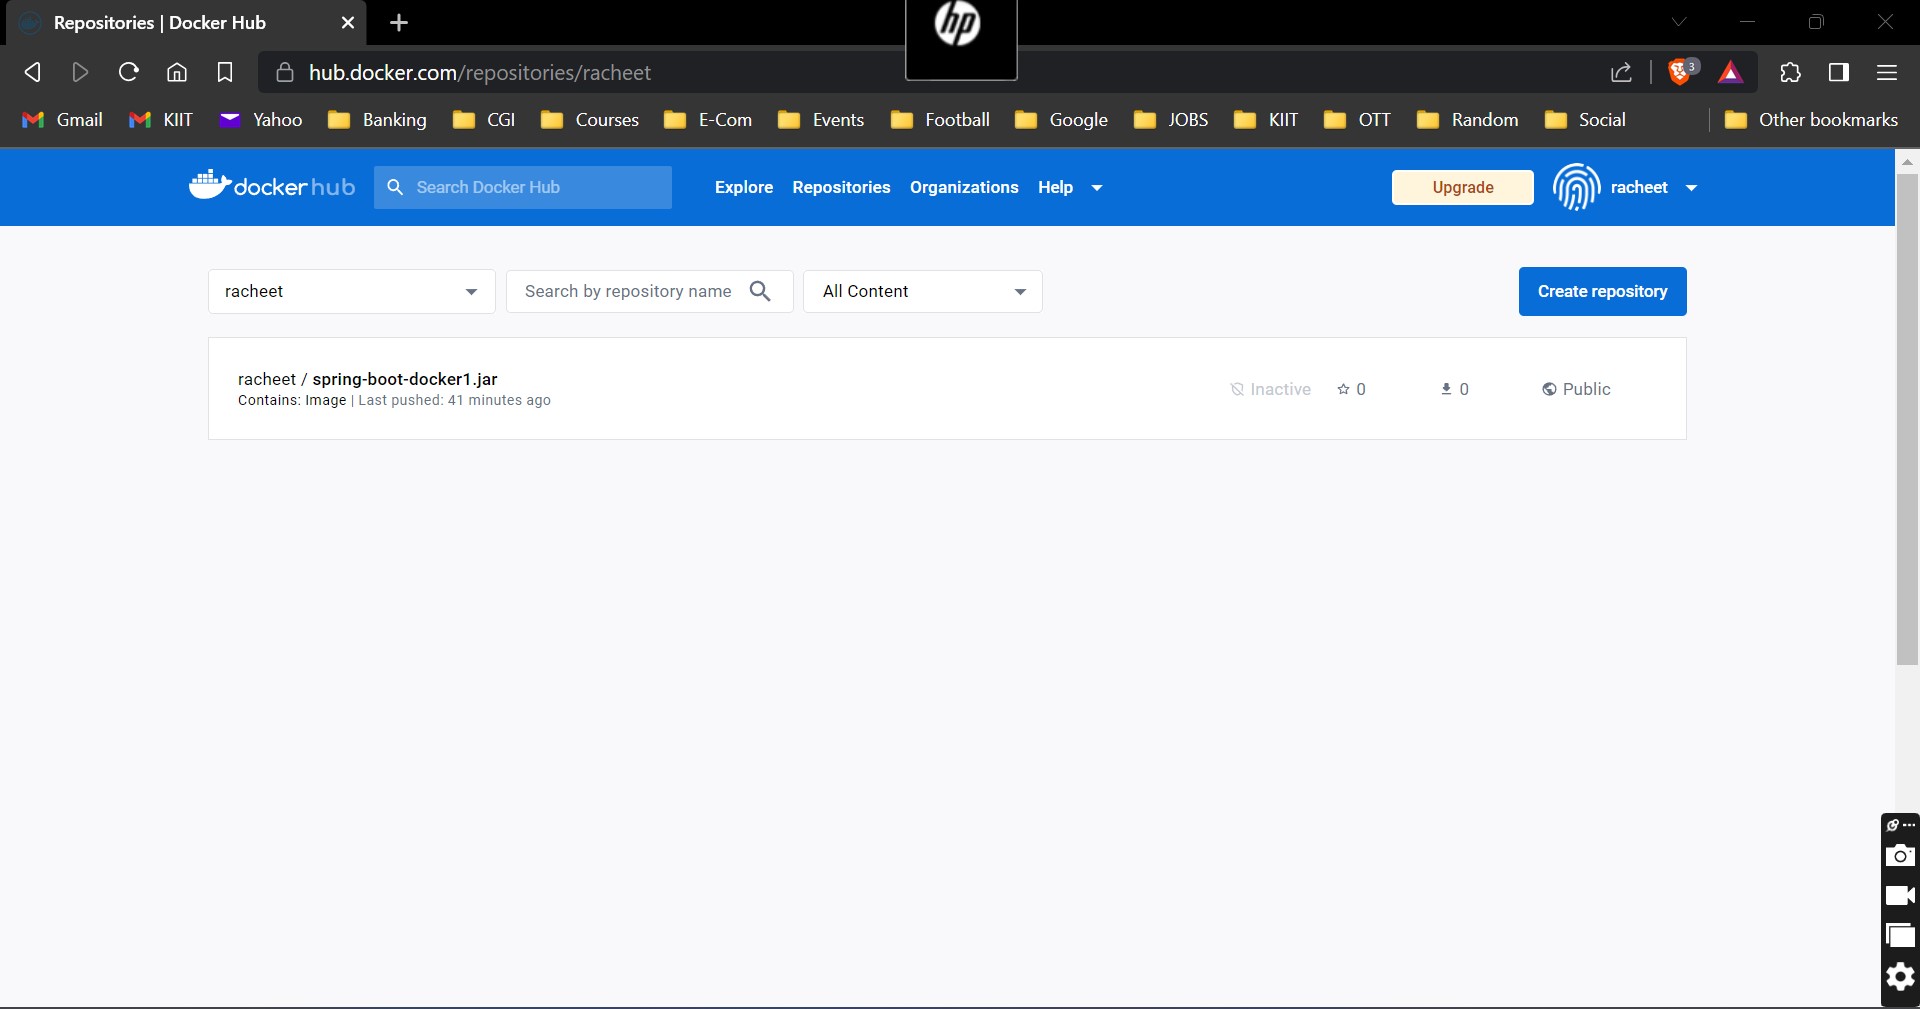 Repositories | Docker Hub
hp
hub.docker.com/repositories/racheet
3
Gmail KIIT Yahoo Banking CGI Courses E-Com Events Football Google JOBS KIIT OTT Random Social Other bookmarks
dockerhub Search Docker Hub Explore Repositories Organizations Help Upgrade racheet
racheet Search by repository name All Content Create repository
racheet / spring-boot-docker1.jar
Contains: Image | Last pushed: 41 minutes ago
Inactive 0 0 Public